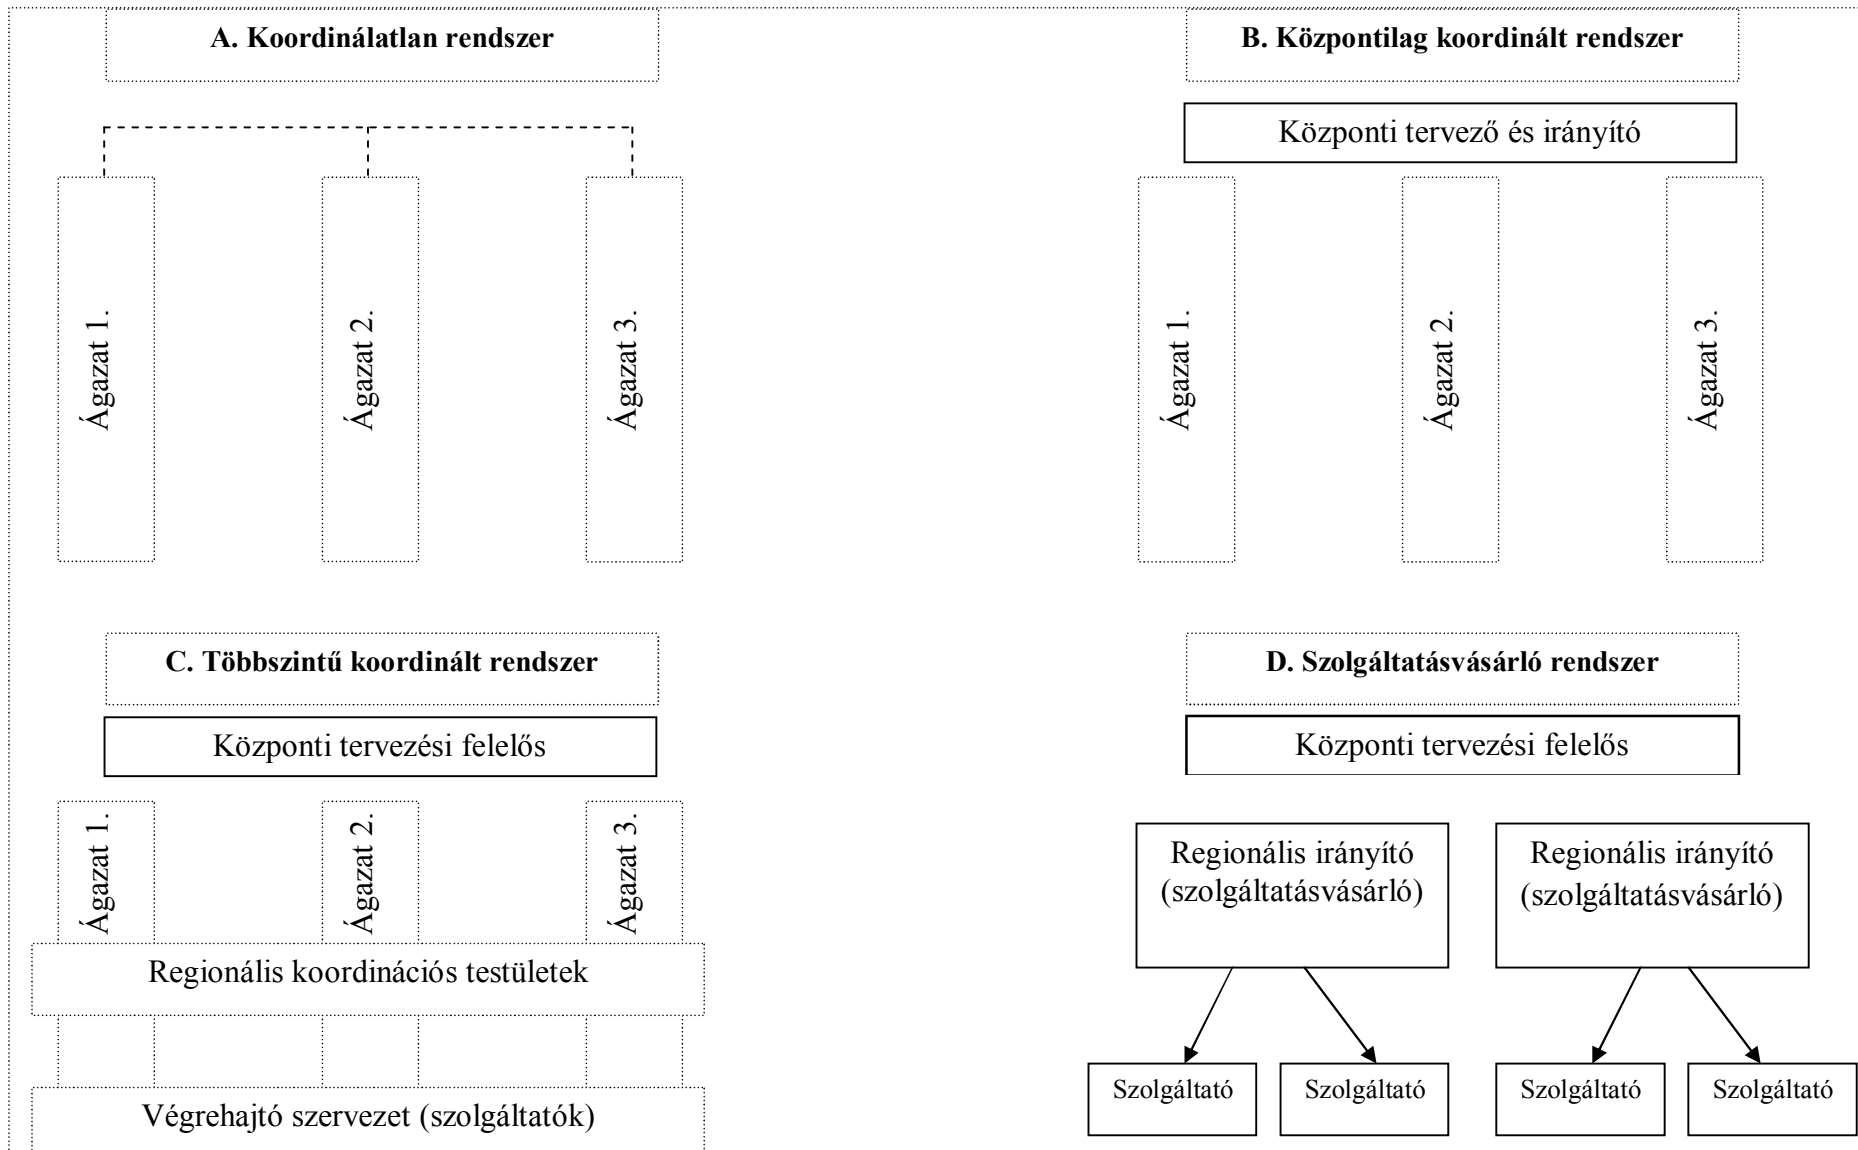 A. Koordinálatlan rendszer
Ágazat 1.
Ágazat 2.
Ágazat 3.
B. Központilag koordinált rendszer
Központi tervező és irányító
Ágazat 1.
Ágazat 2.
Ágazat 3.
C. Többszintű koordinált rendszer
Központi tervezési felelős
Ágazat 1.
Ágazat 2.
Ágazat 3.
Regionális koordinációs testületek
Végrehajtó szervezet (szolgáltatók)
D. Szolgáltatásvásárló rendszer
Központi tervezési felelős
Regionális irányító
(szolgáltatásvásárló)
Regionális irányító
(szolgáltatásvásárló)
Szolgáltató
Szolgáltató
Szolgáltató
Szolgáltató